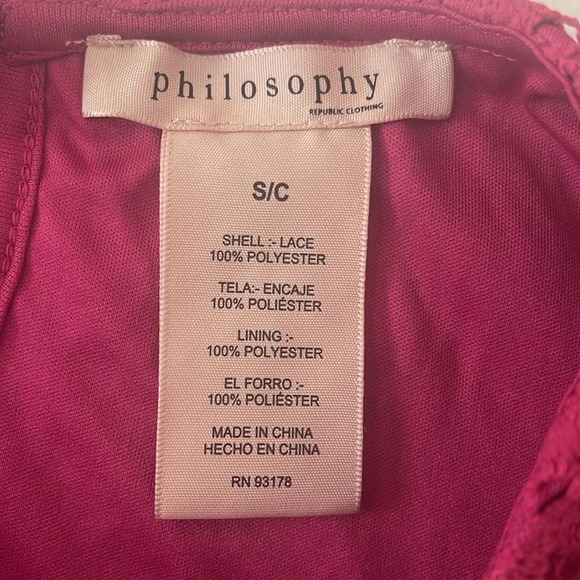 philosophy
REPUBLIC CLOTHING
S/C
SHELL :- LACE
100% POLYESTER
TELA:- ENCAJE
100% POLIÉSTER
LINING :-
100% POLYESTER
EL FORRO :-
100% POLIÉSTER
MADE IN CHINA
HECHO EN CHINA
RN 93178